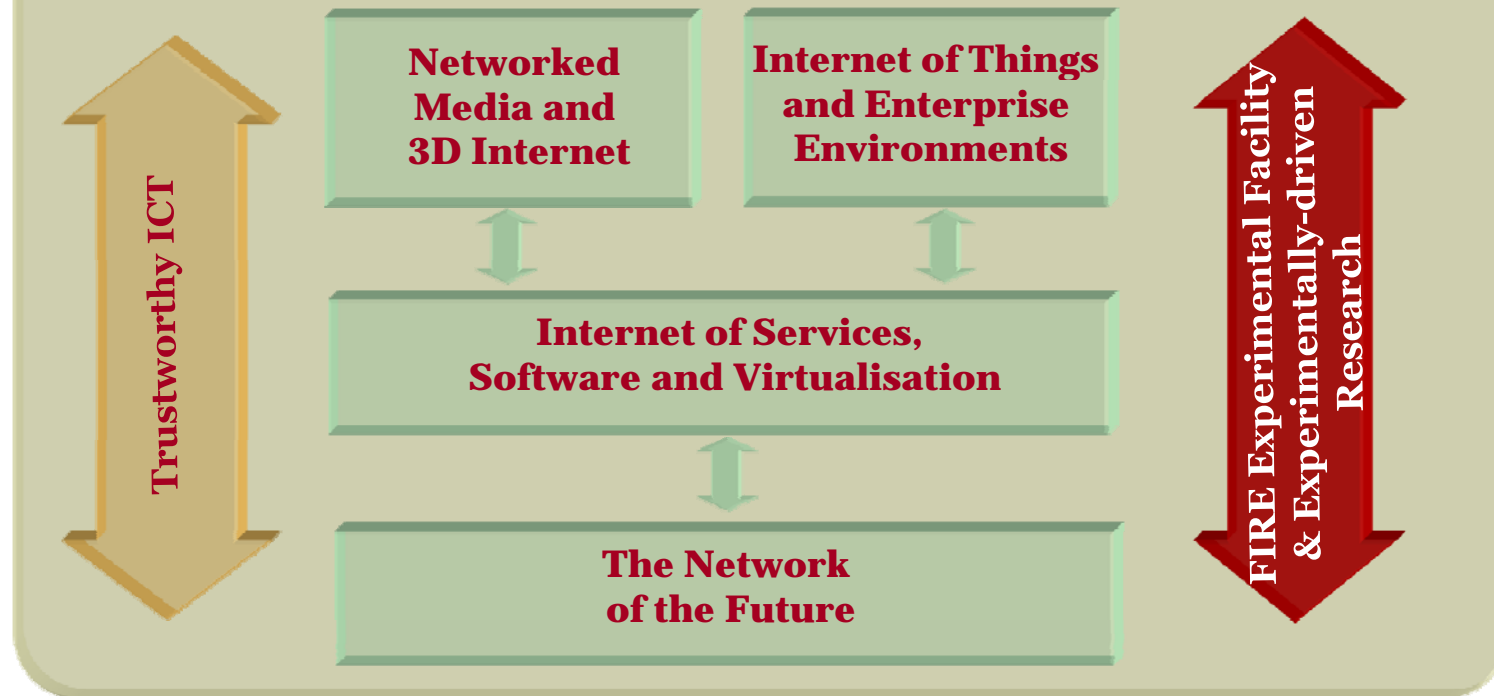 Trustworthy ICT
Networked
Media and
3D Internet
Internet of Things
and Enterprise
Environments
Internet of Services,
Software and Virtualisation
The Network
of the Future
FIRE Experimental Facility
& Experimentally-driven
Research